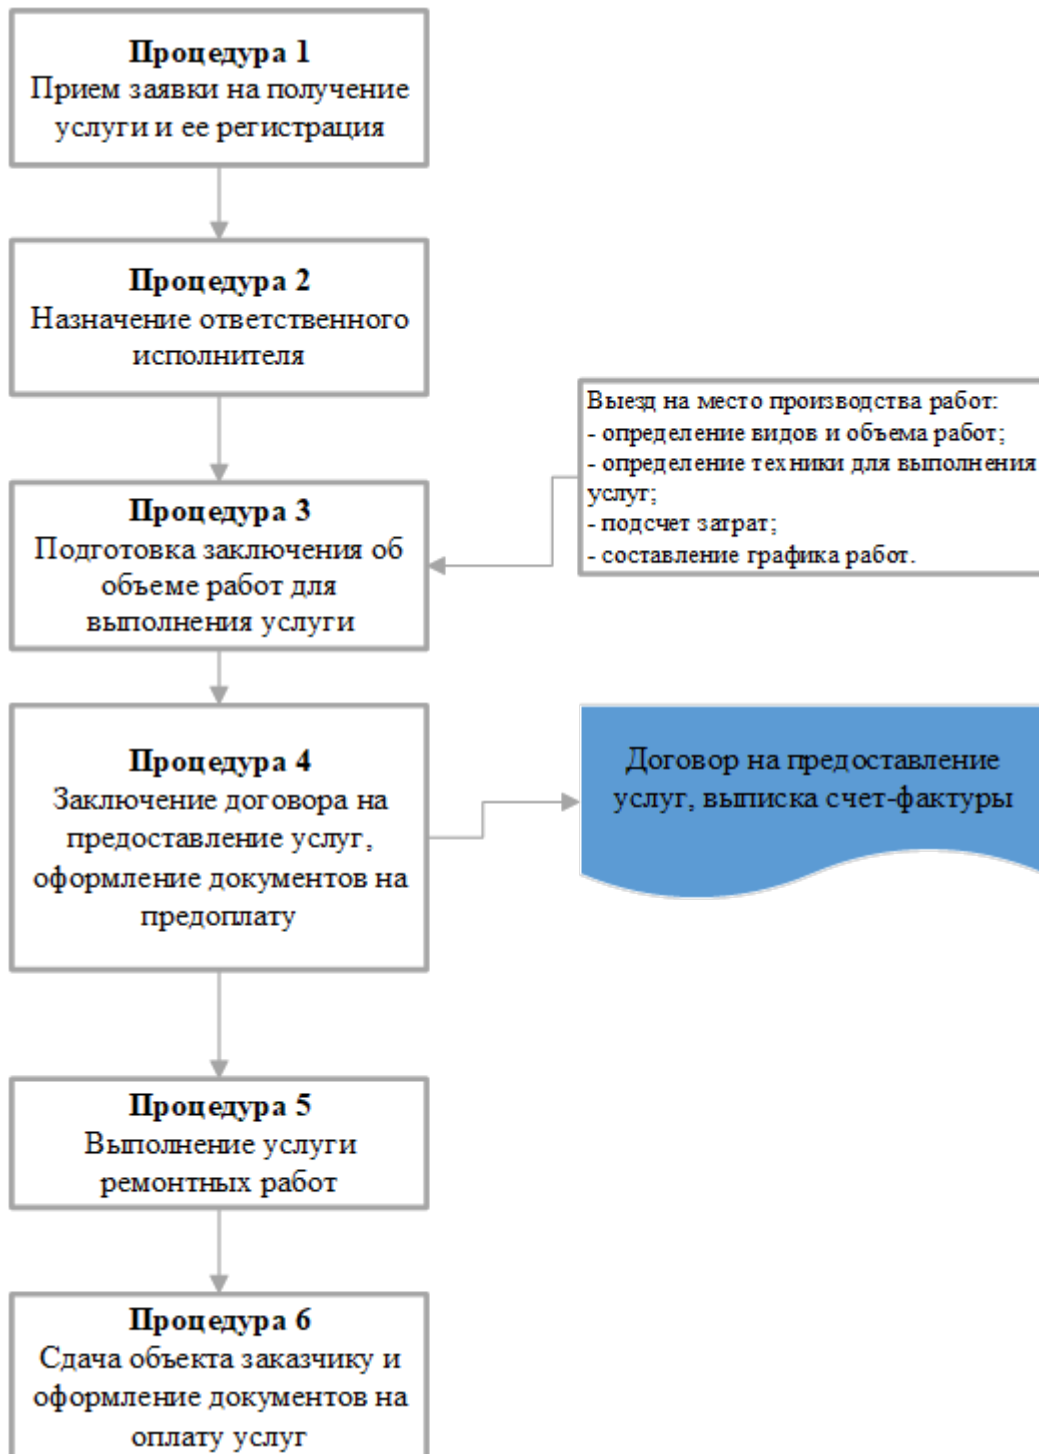 Процедура 1
Прием заявки на получение
услуги и ее регистрация
Процедура 2
Назначение ответственного
исполнителя
Выезд на место производства работ:
- определение видов и объема работ;
- определение техники для выполнения
услуг;
- подсчет затрат;
- составление графика работ.
Процедура 3
Подготовка заключения об
объеме работ для
выполнения услуги
Процедура 4
Заключение договора на
предоставление услуг,
оформление документов на
предоплату
Договор на предоставление
услуг, выписка счет-фактуры
Процедура 5
Выполнение услуги
ремонтных работ
Процедура 6
Сдача объекта заказчику и
оформление документов на
оплату услуг